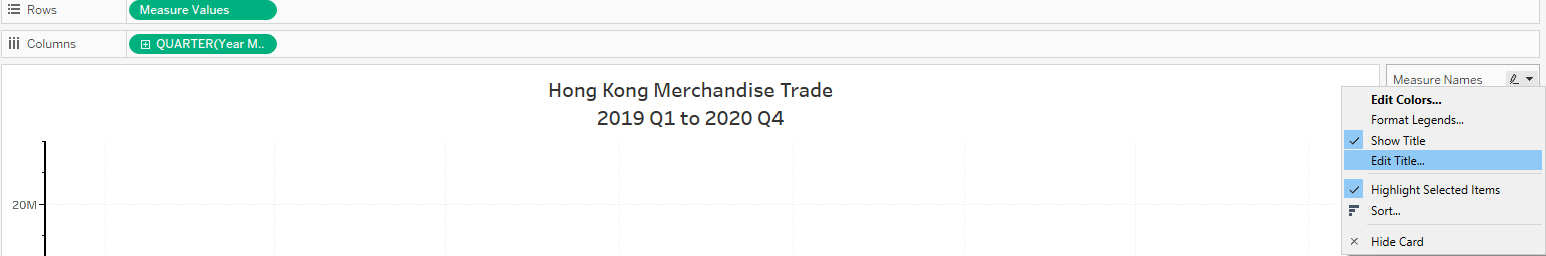 Rows Measure Values
Columns QUARTER(Year M..
Hong Kong Merchandise Trade
2019 Q1 to 2020 Q4
20M
Measure Names
Edit Colors...
Format Legends...
Show Title
Edit Title...
Highlight Selected Items
Sort...
Hide Card